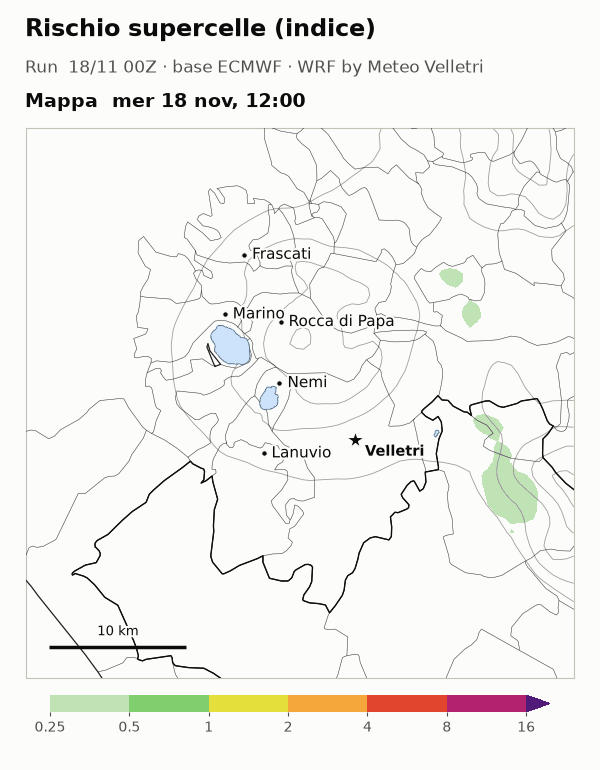 Rischio supercelle (indice)
Run  18/11 00Z · base ECMWF · WRF by Meteo Velletri
Mappa  mer 18 nov, 12:00
Frascati
Marino
Rocca di Papa
Nemi
Velletri
Lanuvio
10 km
0.25 0.5 1 2 4 8 16